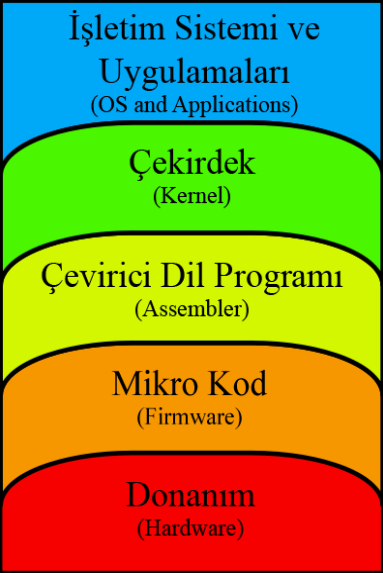 İşletim Sistemi ve
Uygulamaları
(OS and Applications)
Çekirdek
(Kernel)
Çevirici Dil Programı
(Assembler)
Mikro Kod
(Firmware)
Donanım
(Hardware)